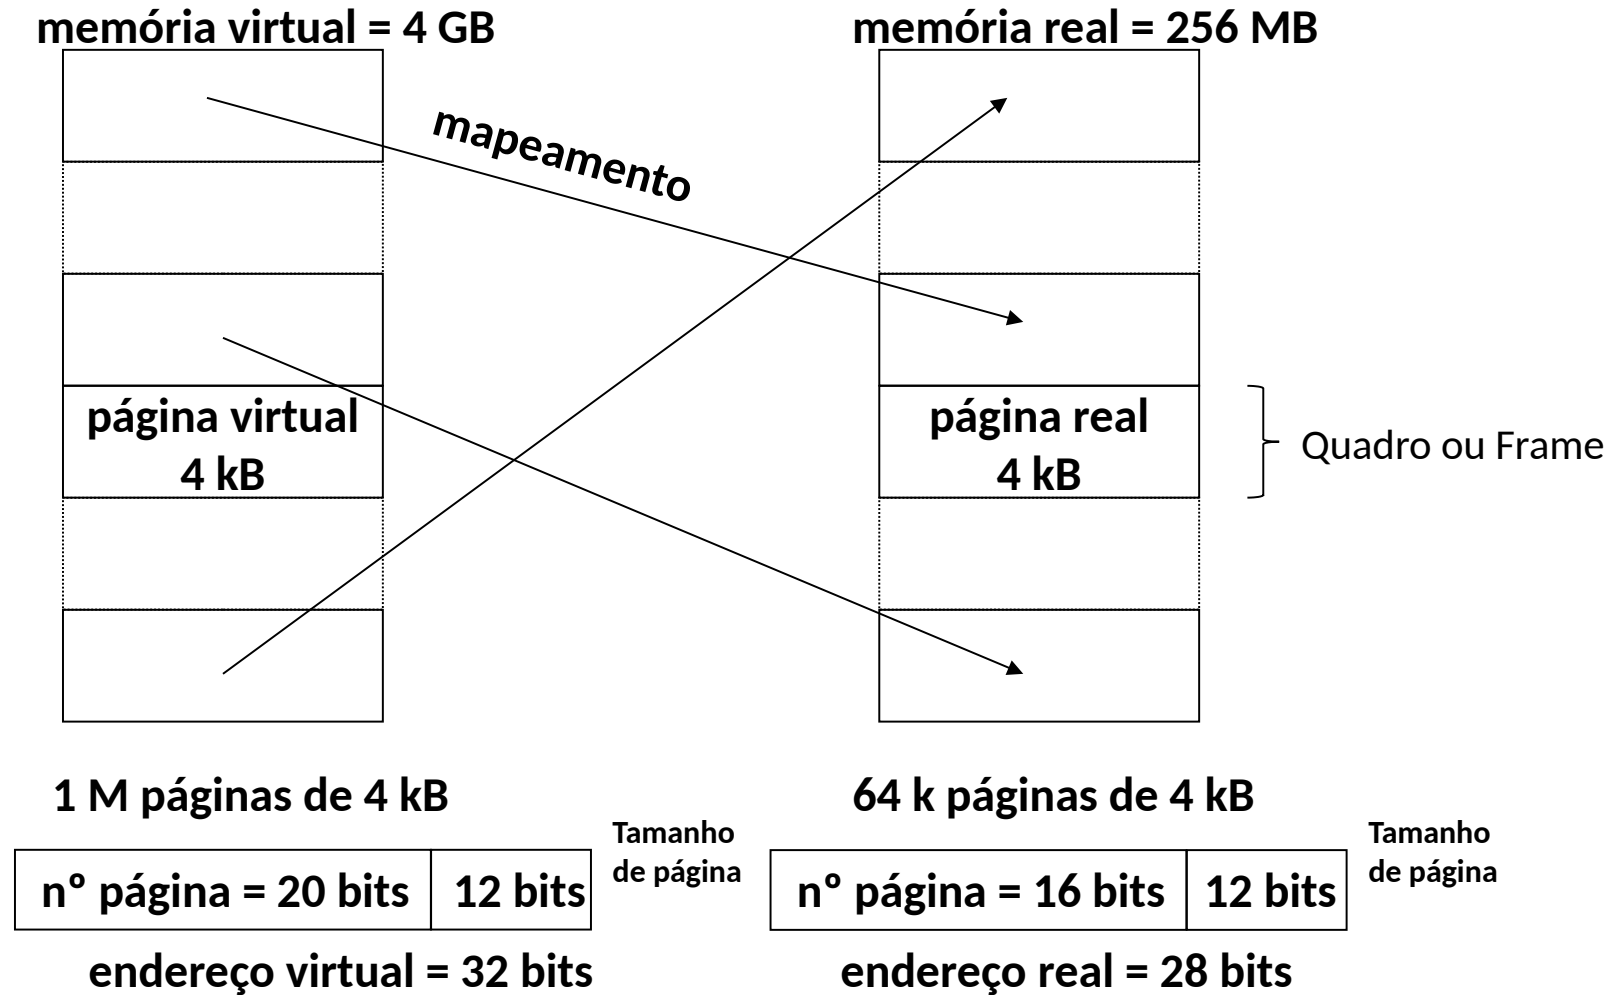 memória virtual = 4 GB
memória real = 256 MB
mapeamento
página virtual
4 kB
página real
4 kB
Quadro ou Frame
1 M páginas de 4 kB
64 k páginas de 4 kB
Tamanho
de página
Tamanho
de página
nº página = 20 bits
12 bits
nº página = 16 bits
12 bits
endereço virtual = 32 bits
endereço real = 28 bits